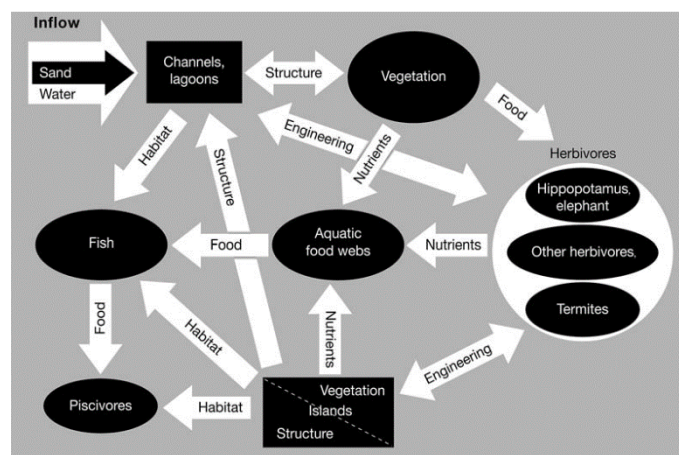 Inflow
Sand
Water
Channels,
lagoons
Structure
Vegetation
Food
Habitat
Structure
Engineering
Nutrients
Herbivores
Hippopotamus,
elephant
Other herbivores,
Termites
Fish
Food
Aquatic
food webs
Nutrients
Food
Habitat
Nutrients
Engineering
Piscivores
Habitat
Vegetation
Islands
Structure